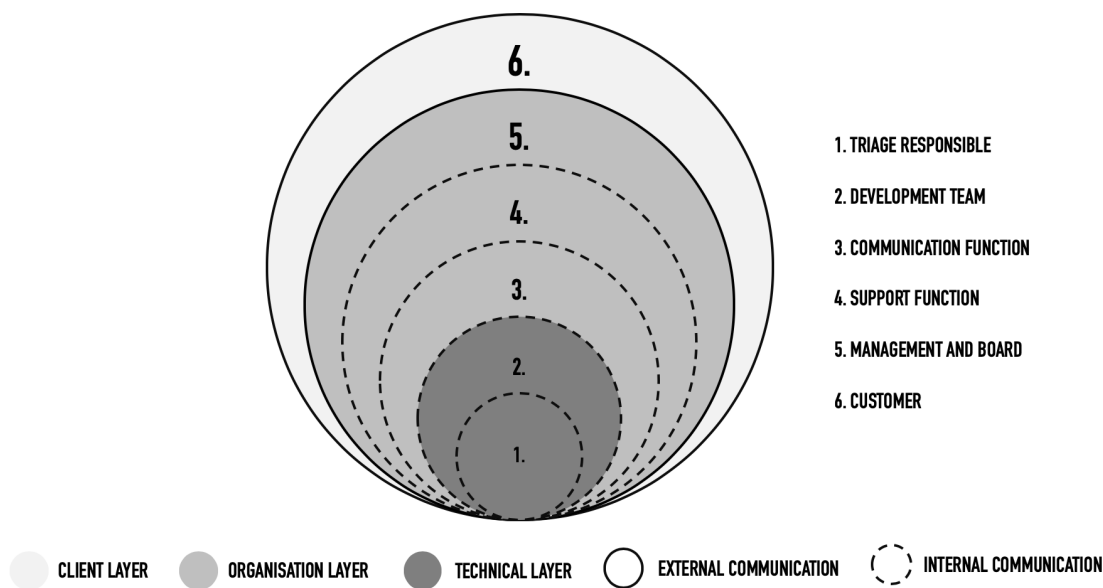 6.
5.
4.
3.
2.
1.
1. TRIAGE RESPONSIBLE
2. DEVELOPMENT TEAM
3. COMMUNICATION FUNCTION
4. SUPPORT FUNCTION
5. MANAGEMENT AND BOARD
6. CUSTOMER
CLIENT LAYER
ORGANISATION LAYER
TECHNICAL LAYER
EXTERNAL COMMUNICATION
INTERNAL COMMUNICATION